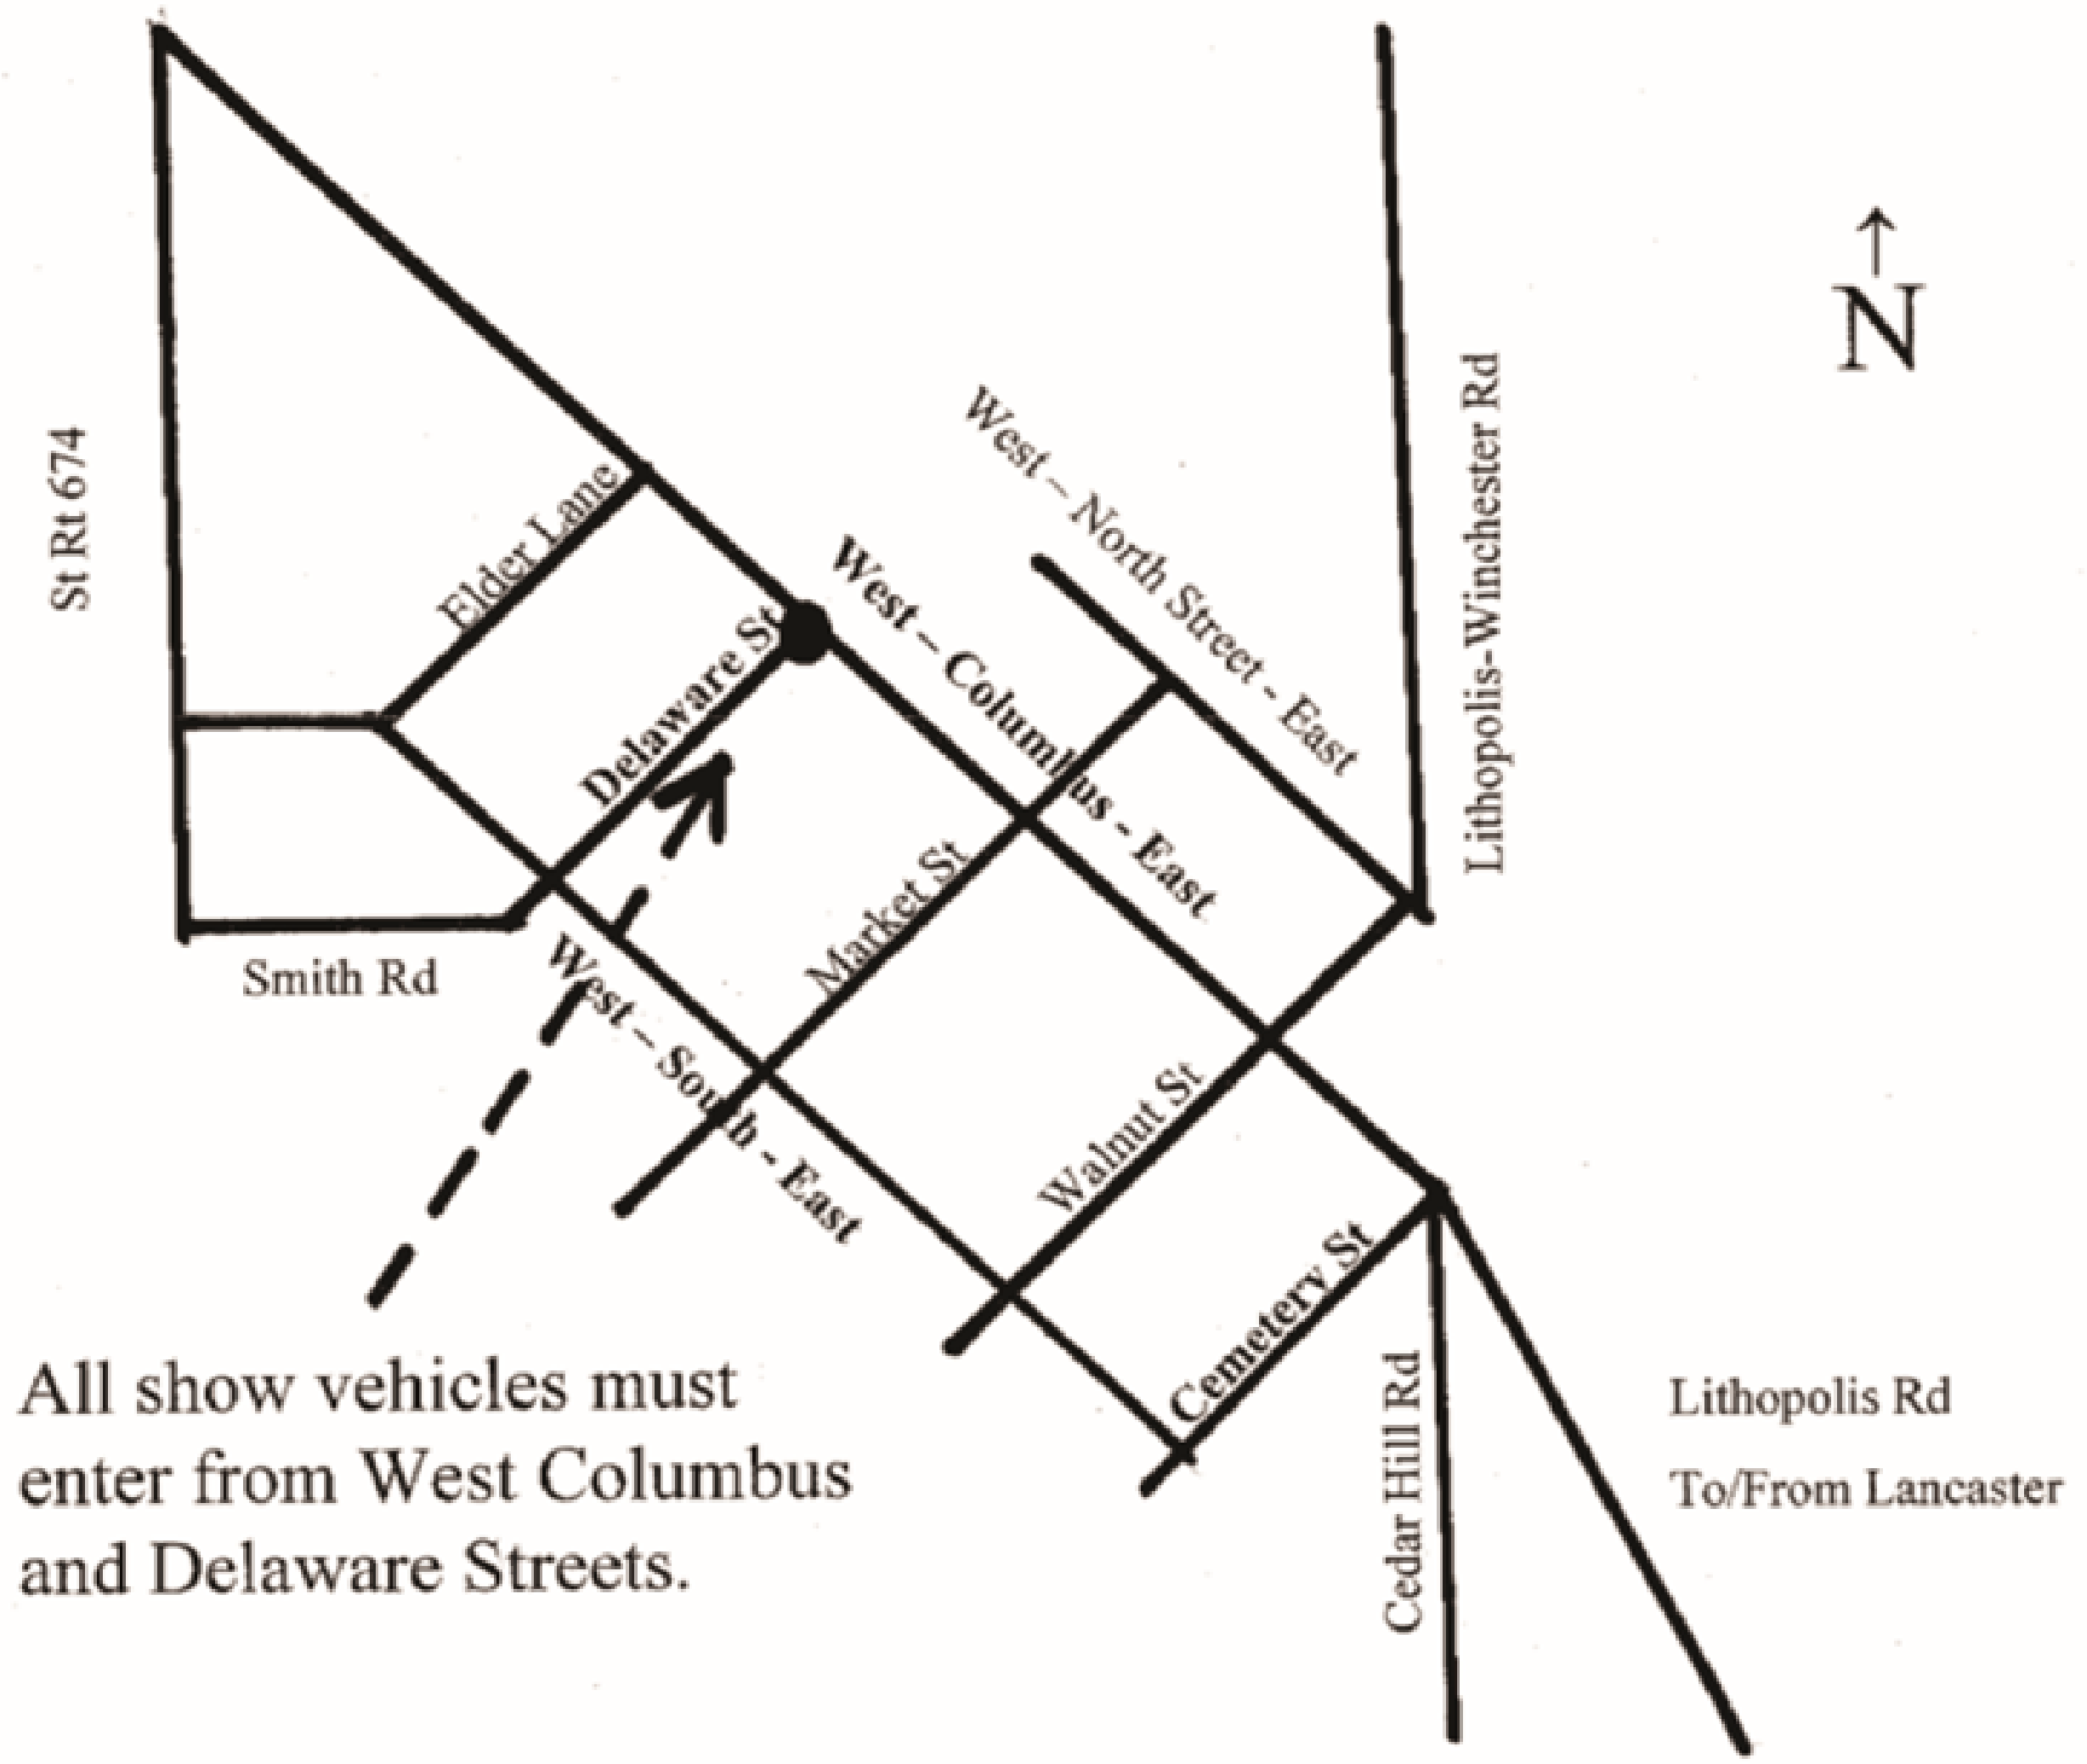 N
St Rt 674
Elder Lane
Delaware St
West – Columbus - East
West – North Street - East
Lithopolis-Winchester Rd
Market St
Smith Rd
West – South - East
Walnut St
Cemetery St
Cedar Hill Rd
Lithopolis Rd
To/From Lancaster
All show vehicles must
enter from West Columbus
and Delaware Streets.